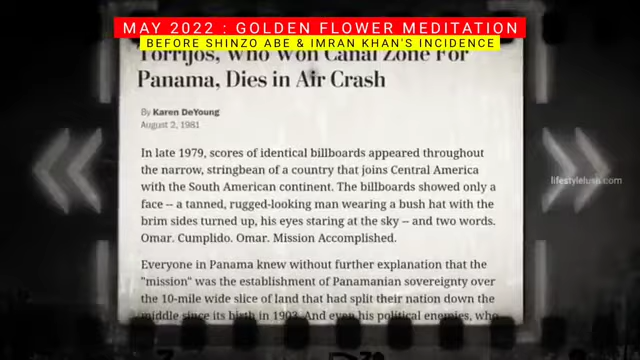 MAY 2022 : GOLDEN FLOWER MEDITATION
BEFORE SHINZO ABE & IMRAN KHAN'S INCIDENCE
Torrijos, Who Won Canal Zone For
Panama, Dies in Air Crash
By Karen DeYoung
August 2, 1981
In late 1979, scores of identical billboards appeared throughout
the narrow, stringbean of a country that joins Central America
with the South American continent. The billboards showed only a
face -- a tanned, rugged-looking man wearing a bush hat with the
brim sides turned up, his eyes staring at the sky -- and two words.
Omar. Cumplido. Omar. Mission Accomplished.
Everyone in Panama knew without further explanation that the
"mission" was the establishment of Panamanian sovereignty over
the 10-mile wide slice of land that had split their nation down the
middle since its birth in 1903. And even his political enemies, who
lifestylelush.com